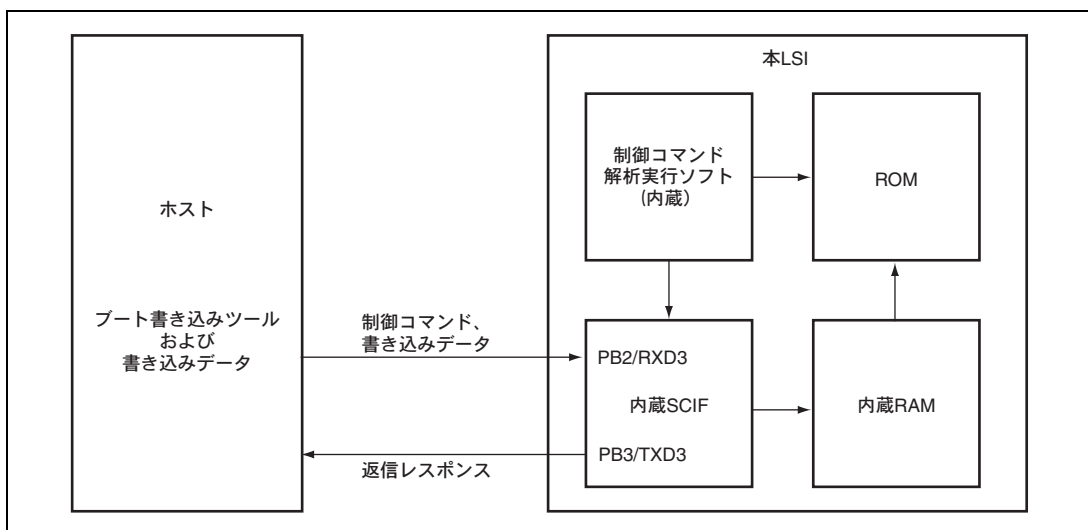 ホスト
ブート書き込みツール
および
書き込みデータ
制御コマンド、
書き込みデータ
返信レスポンス
本LSI
制御コマンド
解析実行ソフト
(内蔵)
ROM
PB2/RXD3
内蔵SCIF
PB3/TXD3
内蔵RAM